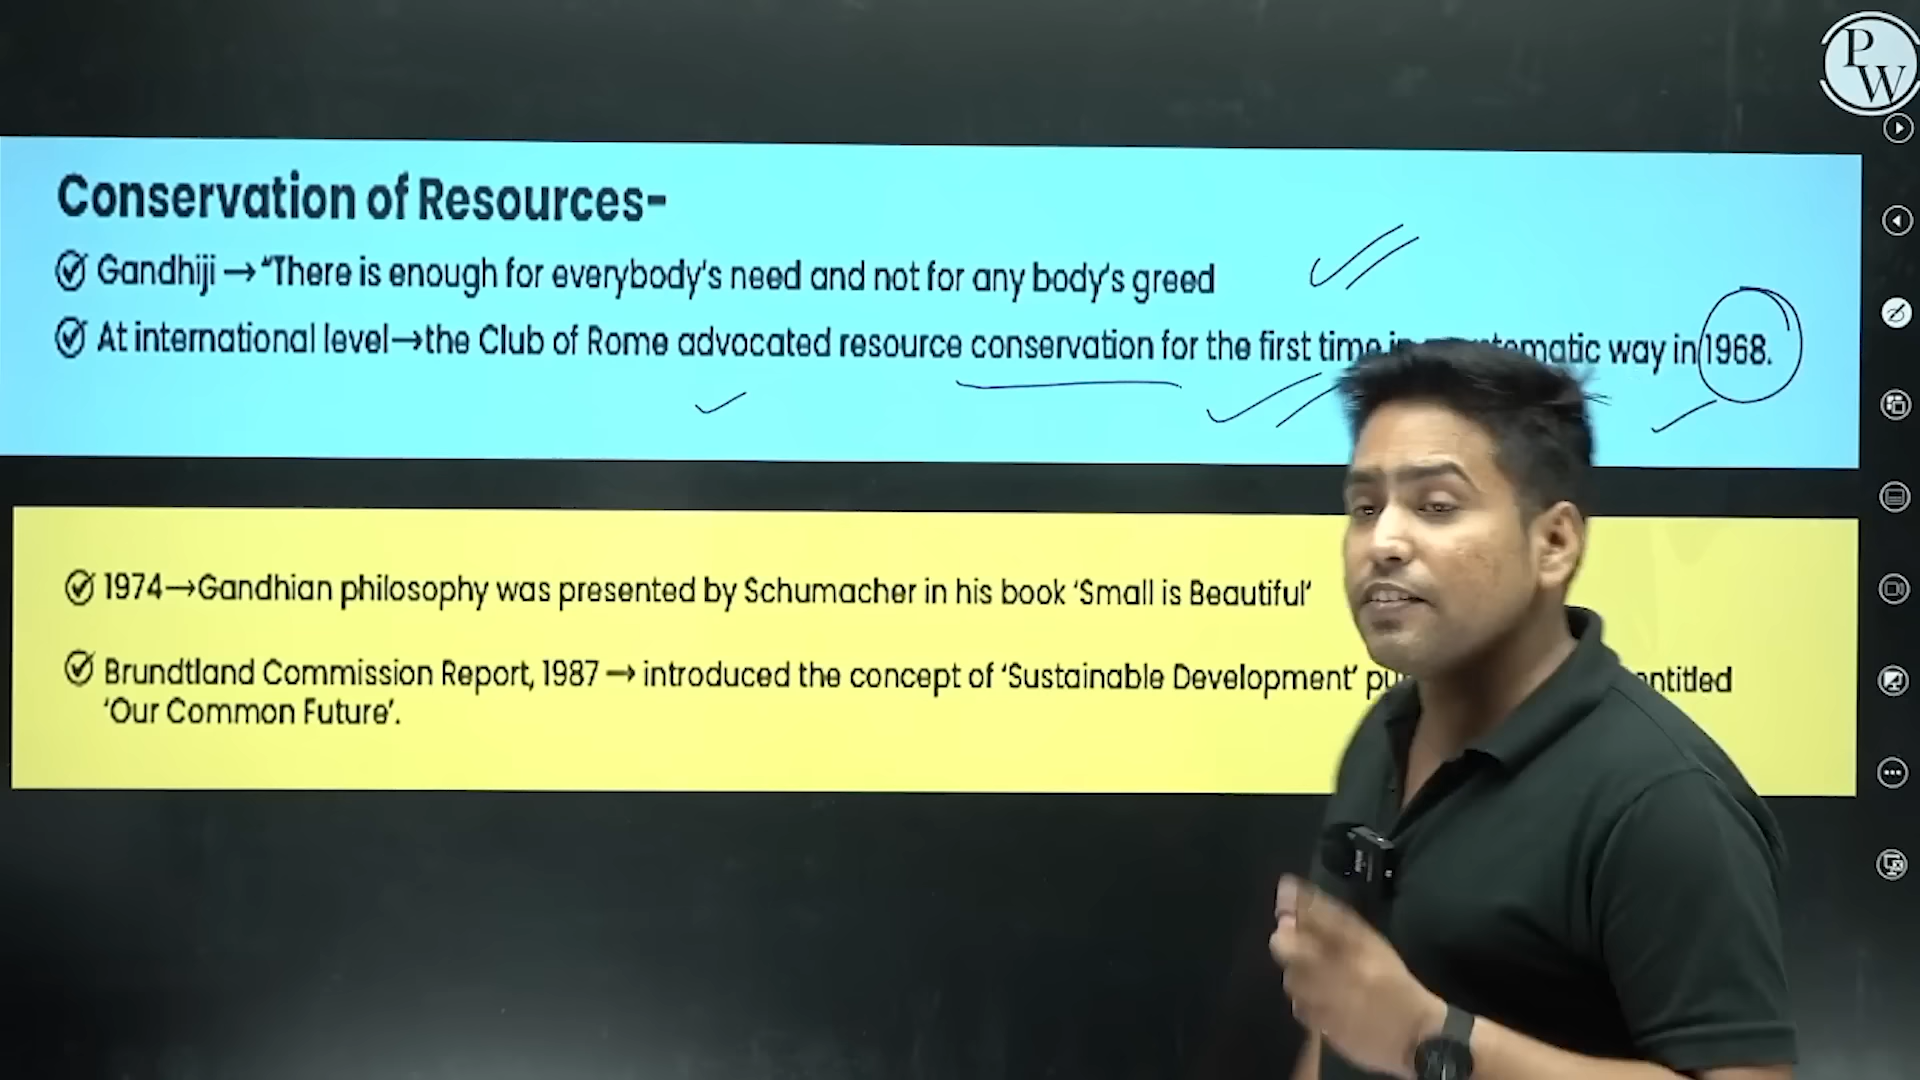 PW
Conservation of Resources-
Gandhiji →“There is enough for everybody’s need and not for any body’s greed
At international level→the Club of Rome advocated resource conservation for the first time way in 1968.
1974→Gandhian philosophy was presented by Schumacher in his book ‘Small is Beautiful’
Brundtland Commission Report, 1987 → introduced the concept of ‘Sustainable Development’ entitled
‘Our Common Future’.